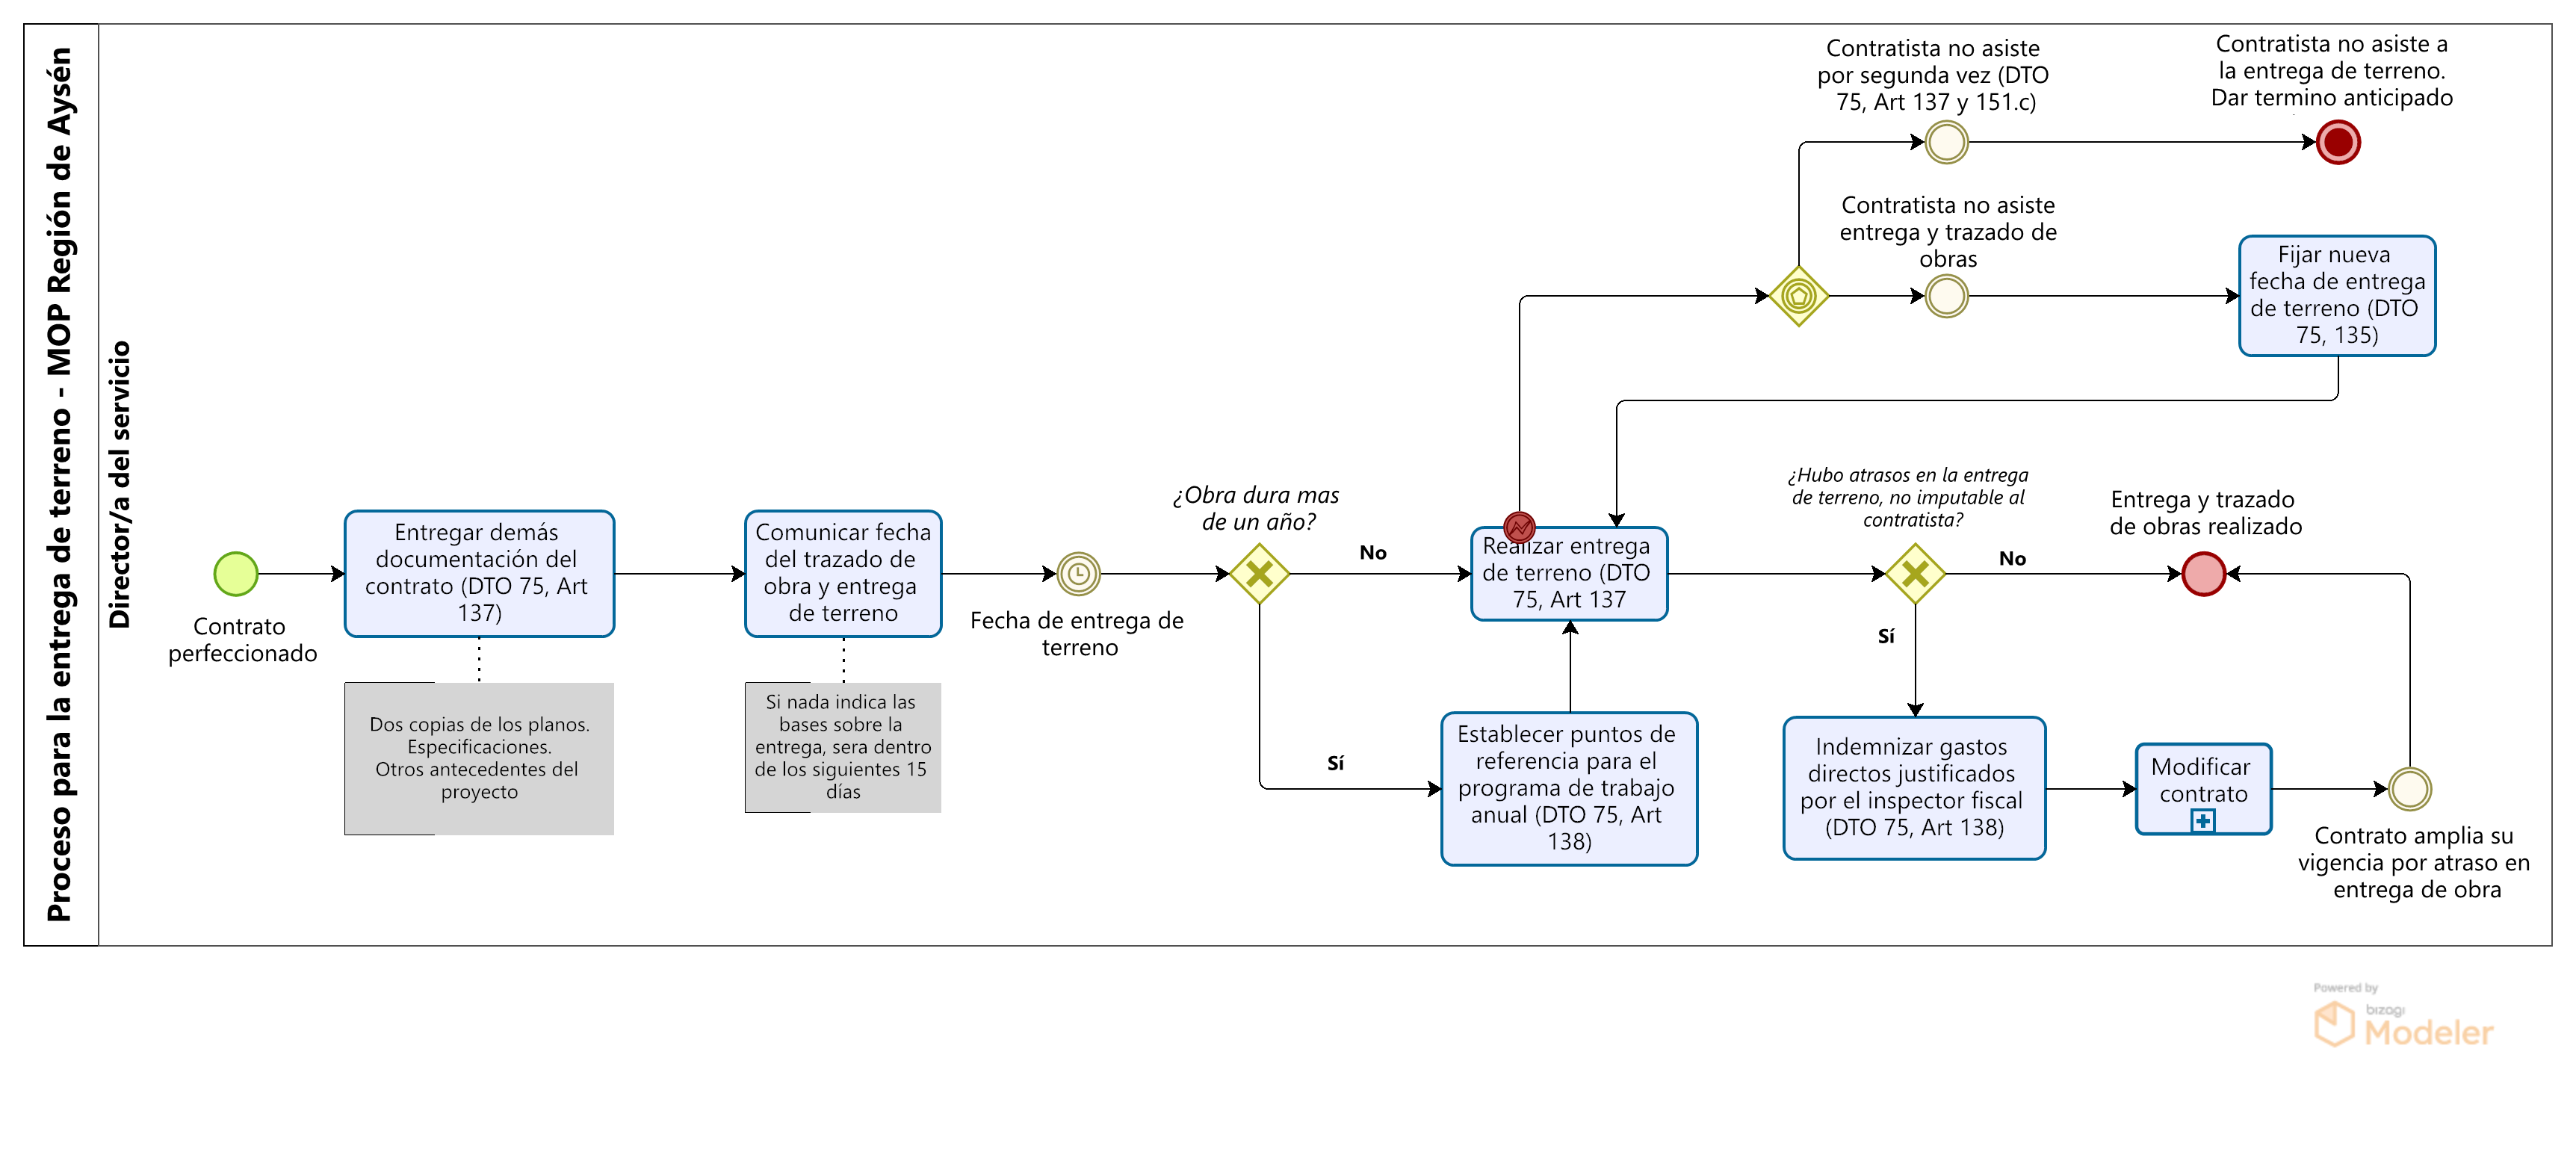 Proceso para la entrega de terreno - MOP Región de Aysén
Director/a del servicio
Contratista no asiste
por segunda vez (DTO
75, Art 137 y 151.c)
Contratista no asiste a
la entrega de terreno.
Dar termino anticipado
Contratista no asiste
entrega y trazado de
obras
Fijar nueva
fecha de entrega
de terreno (DTO
75, 135)
Contrato
perfeccionado
Entregar demás
documentación del
contrato (DTO 75, Art
137)
Dos copias de los planos.
Especificaciones.
Otros antecedentes del
proyecto
Comunicar fecha
del trazado de
obra y entrega
de terreno
Si nada indica las
bases sobre la
entrega, sera dentro
de los siguientes 15
días
Fecha de entrega de
terreno
¿Obra dura mas
de un año?
No
Sí
Realizar entrega
de terreno (DTO
75, Art 137
Establecer puntos de
referencia para el
programa de trabajo
anual (DTO 75, Art
138)
¿Hubo atrasos en la entrega
de terreno, no imputable al
contratista?
No
Sí
Entrega y trazado
de obras realizado
Indemnizar gastos
directos justificados
por el inspector fiscal
(DTO 75, Art 138)
Modificar
contrato
Contrato amplia su
vigencia por atraso en
entrega de obra
Powered by
bizagi
Modeler